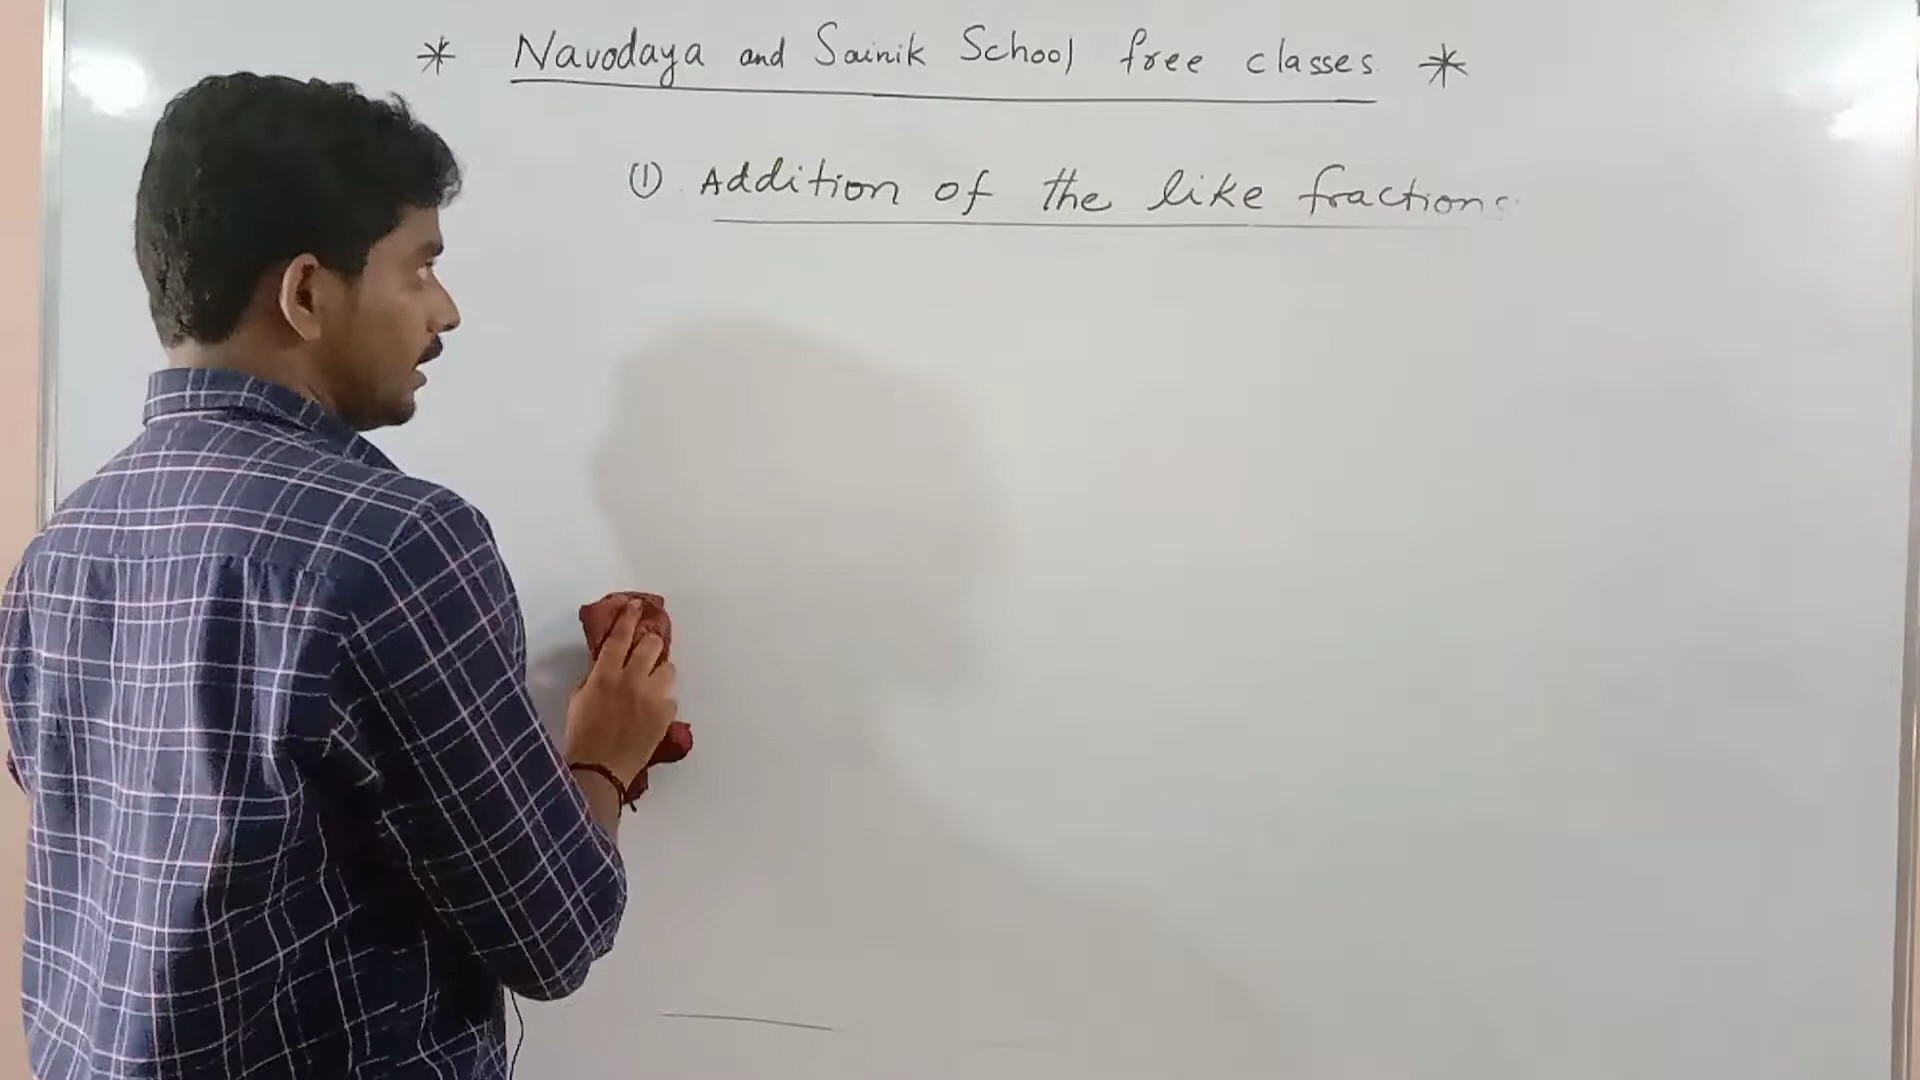 * Navodaya and Sainik School free classes *
(1) Addition of the like fractions